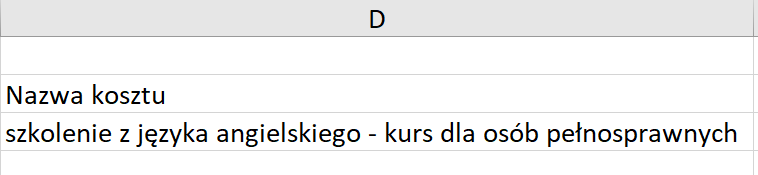 D
Nazwa kosztu
szkolenie z języka angielskiego - kurs dla osób pełnosprawnych